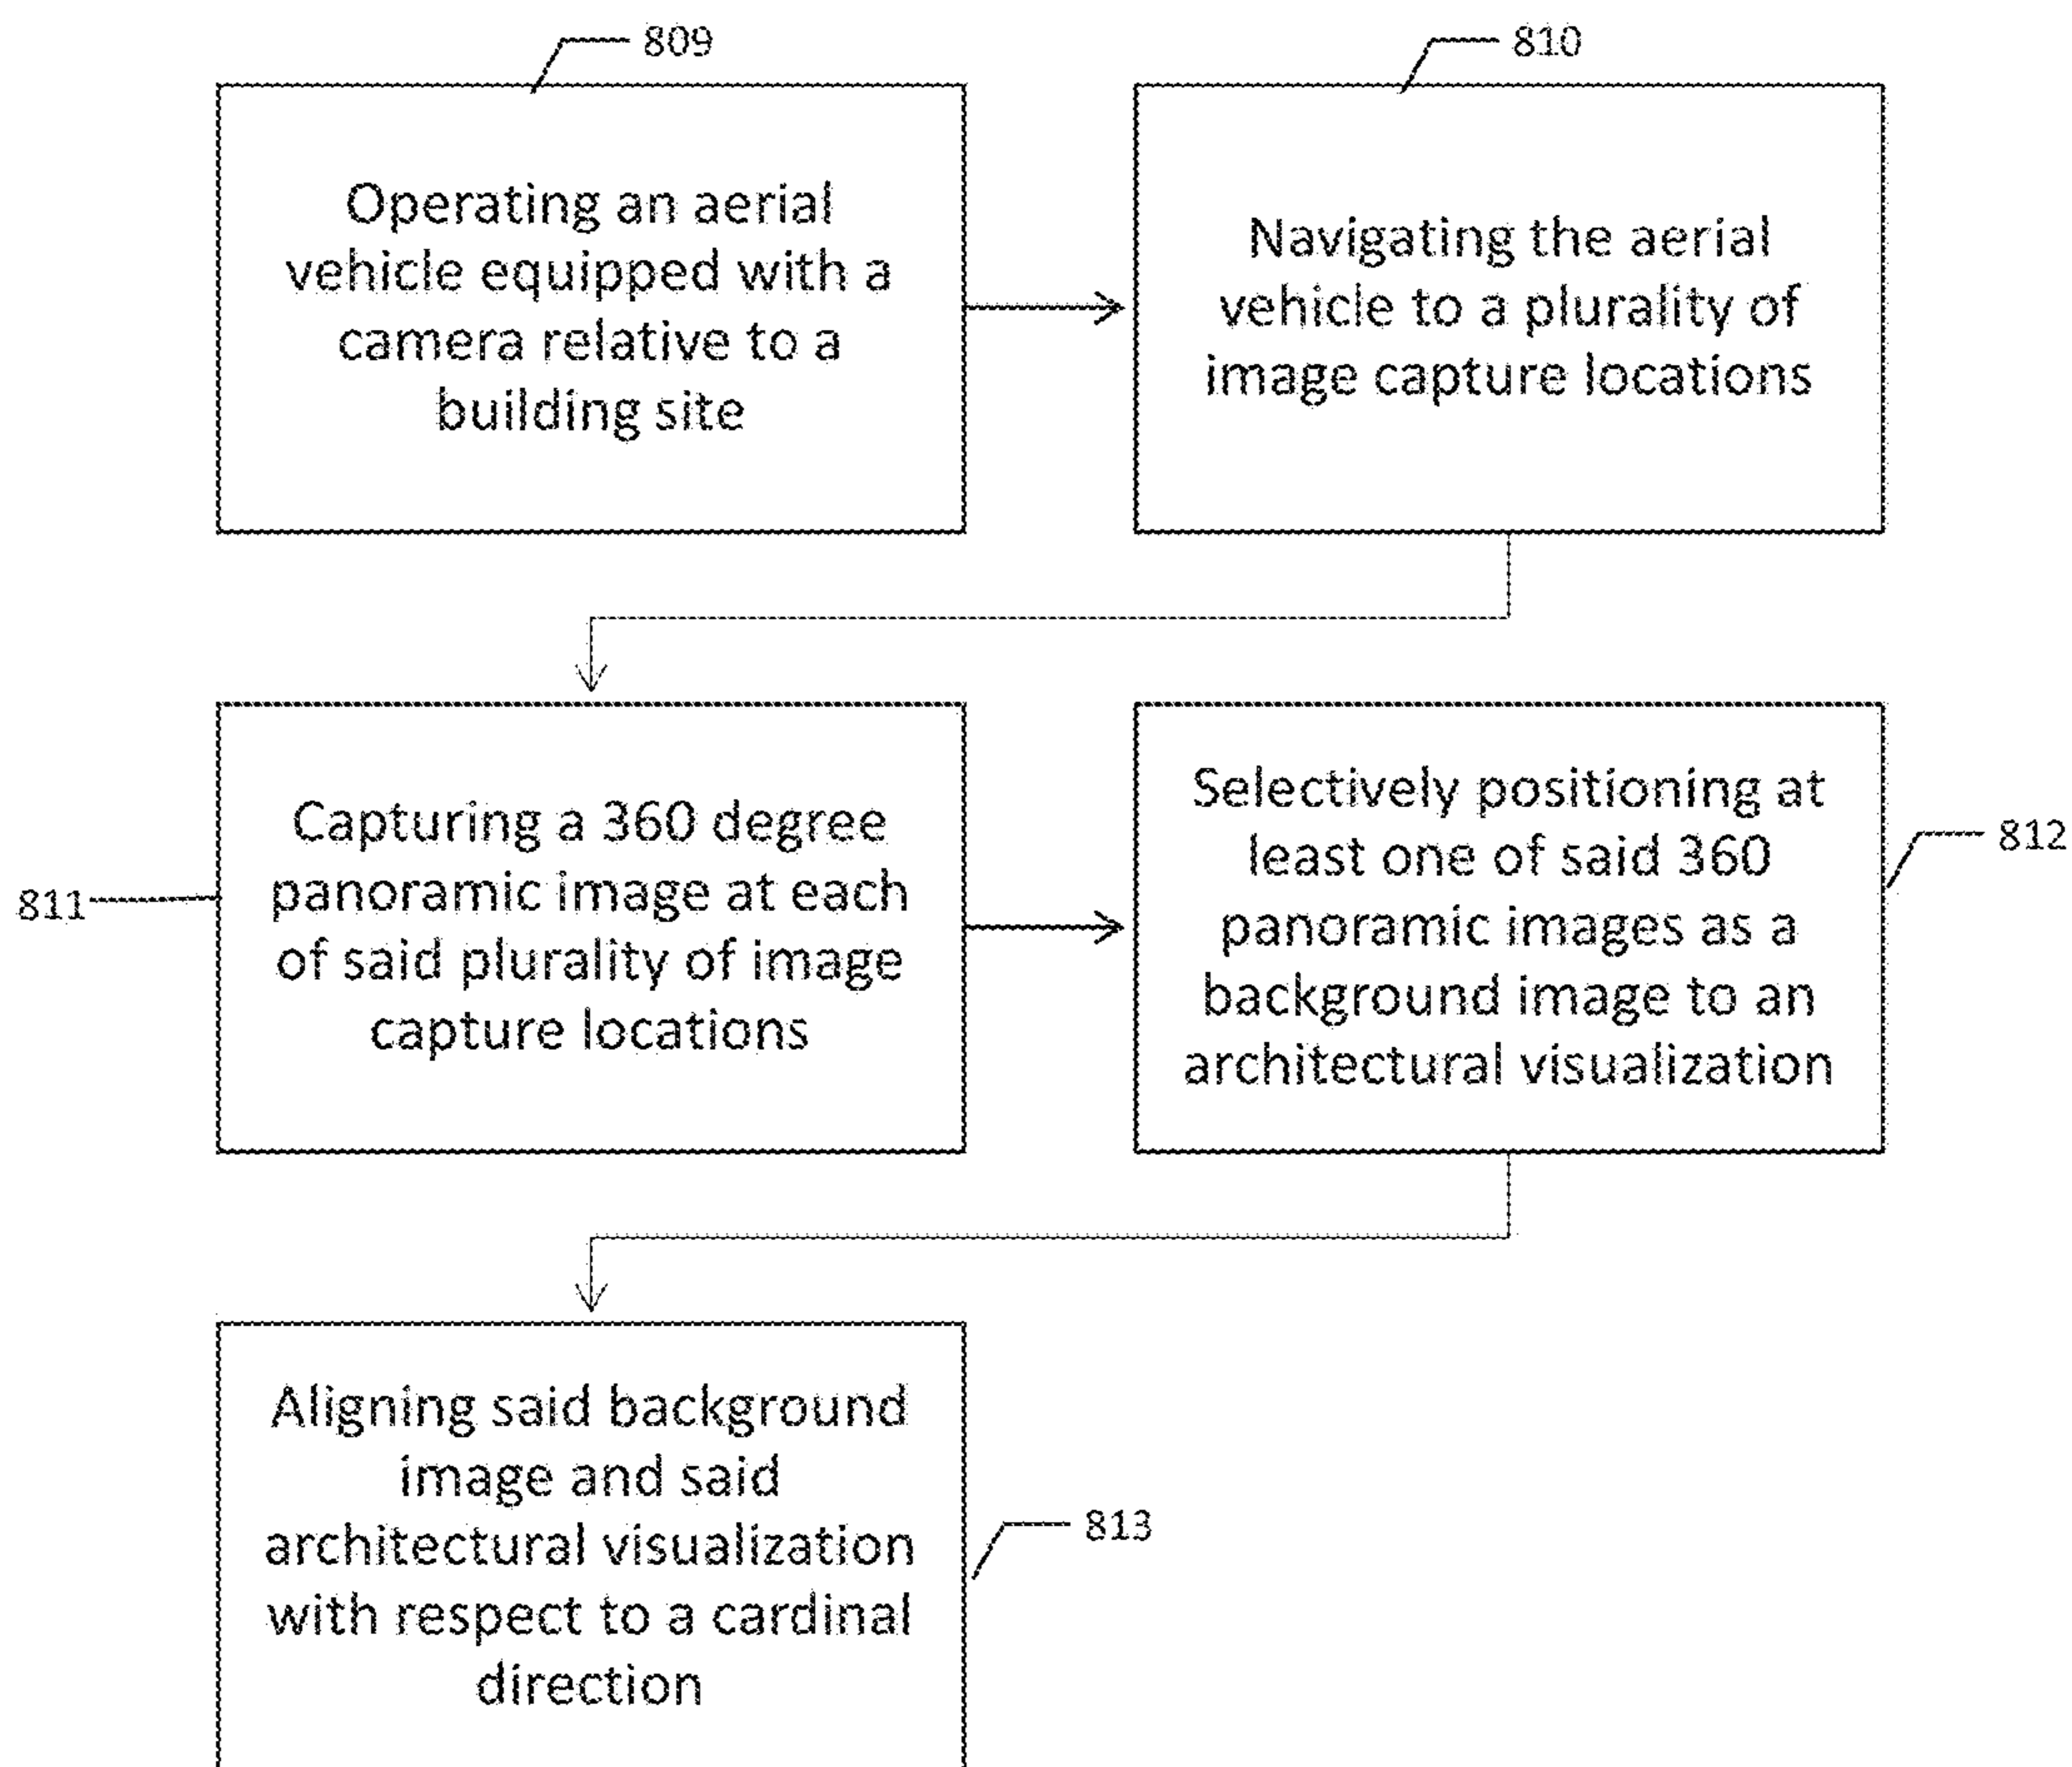 809
Operating an aerial
vehicle equipped with a
camera relative to a
building site
810
Navigating the aerial
vehicle to a plurality of
image capture locations
811
Capturing a 360 degree
panoramic image at each
of said plurality of image
capture locations
812
Selectively positioning at
least one of said 360
panoramic images as a
background image to an
architectural visualization
813
Aligning said background
image and said
architectural visualization
with respect to a cardinal
direction